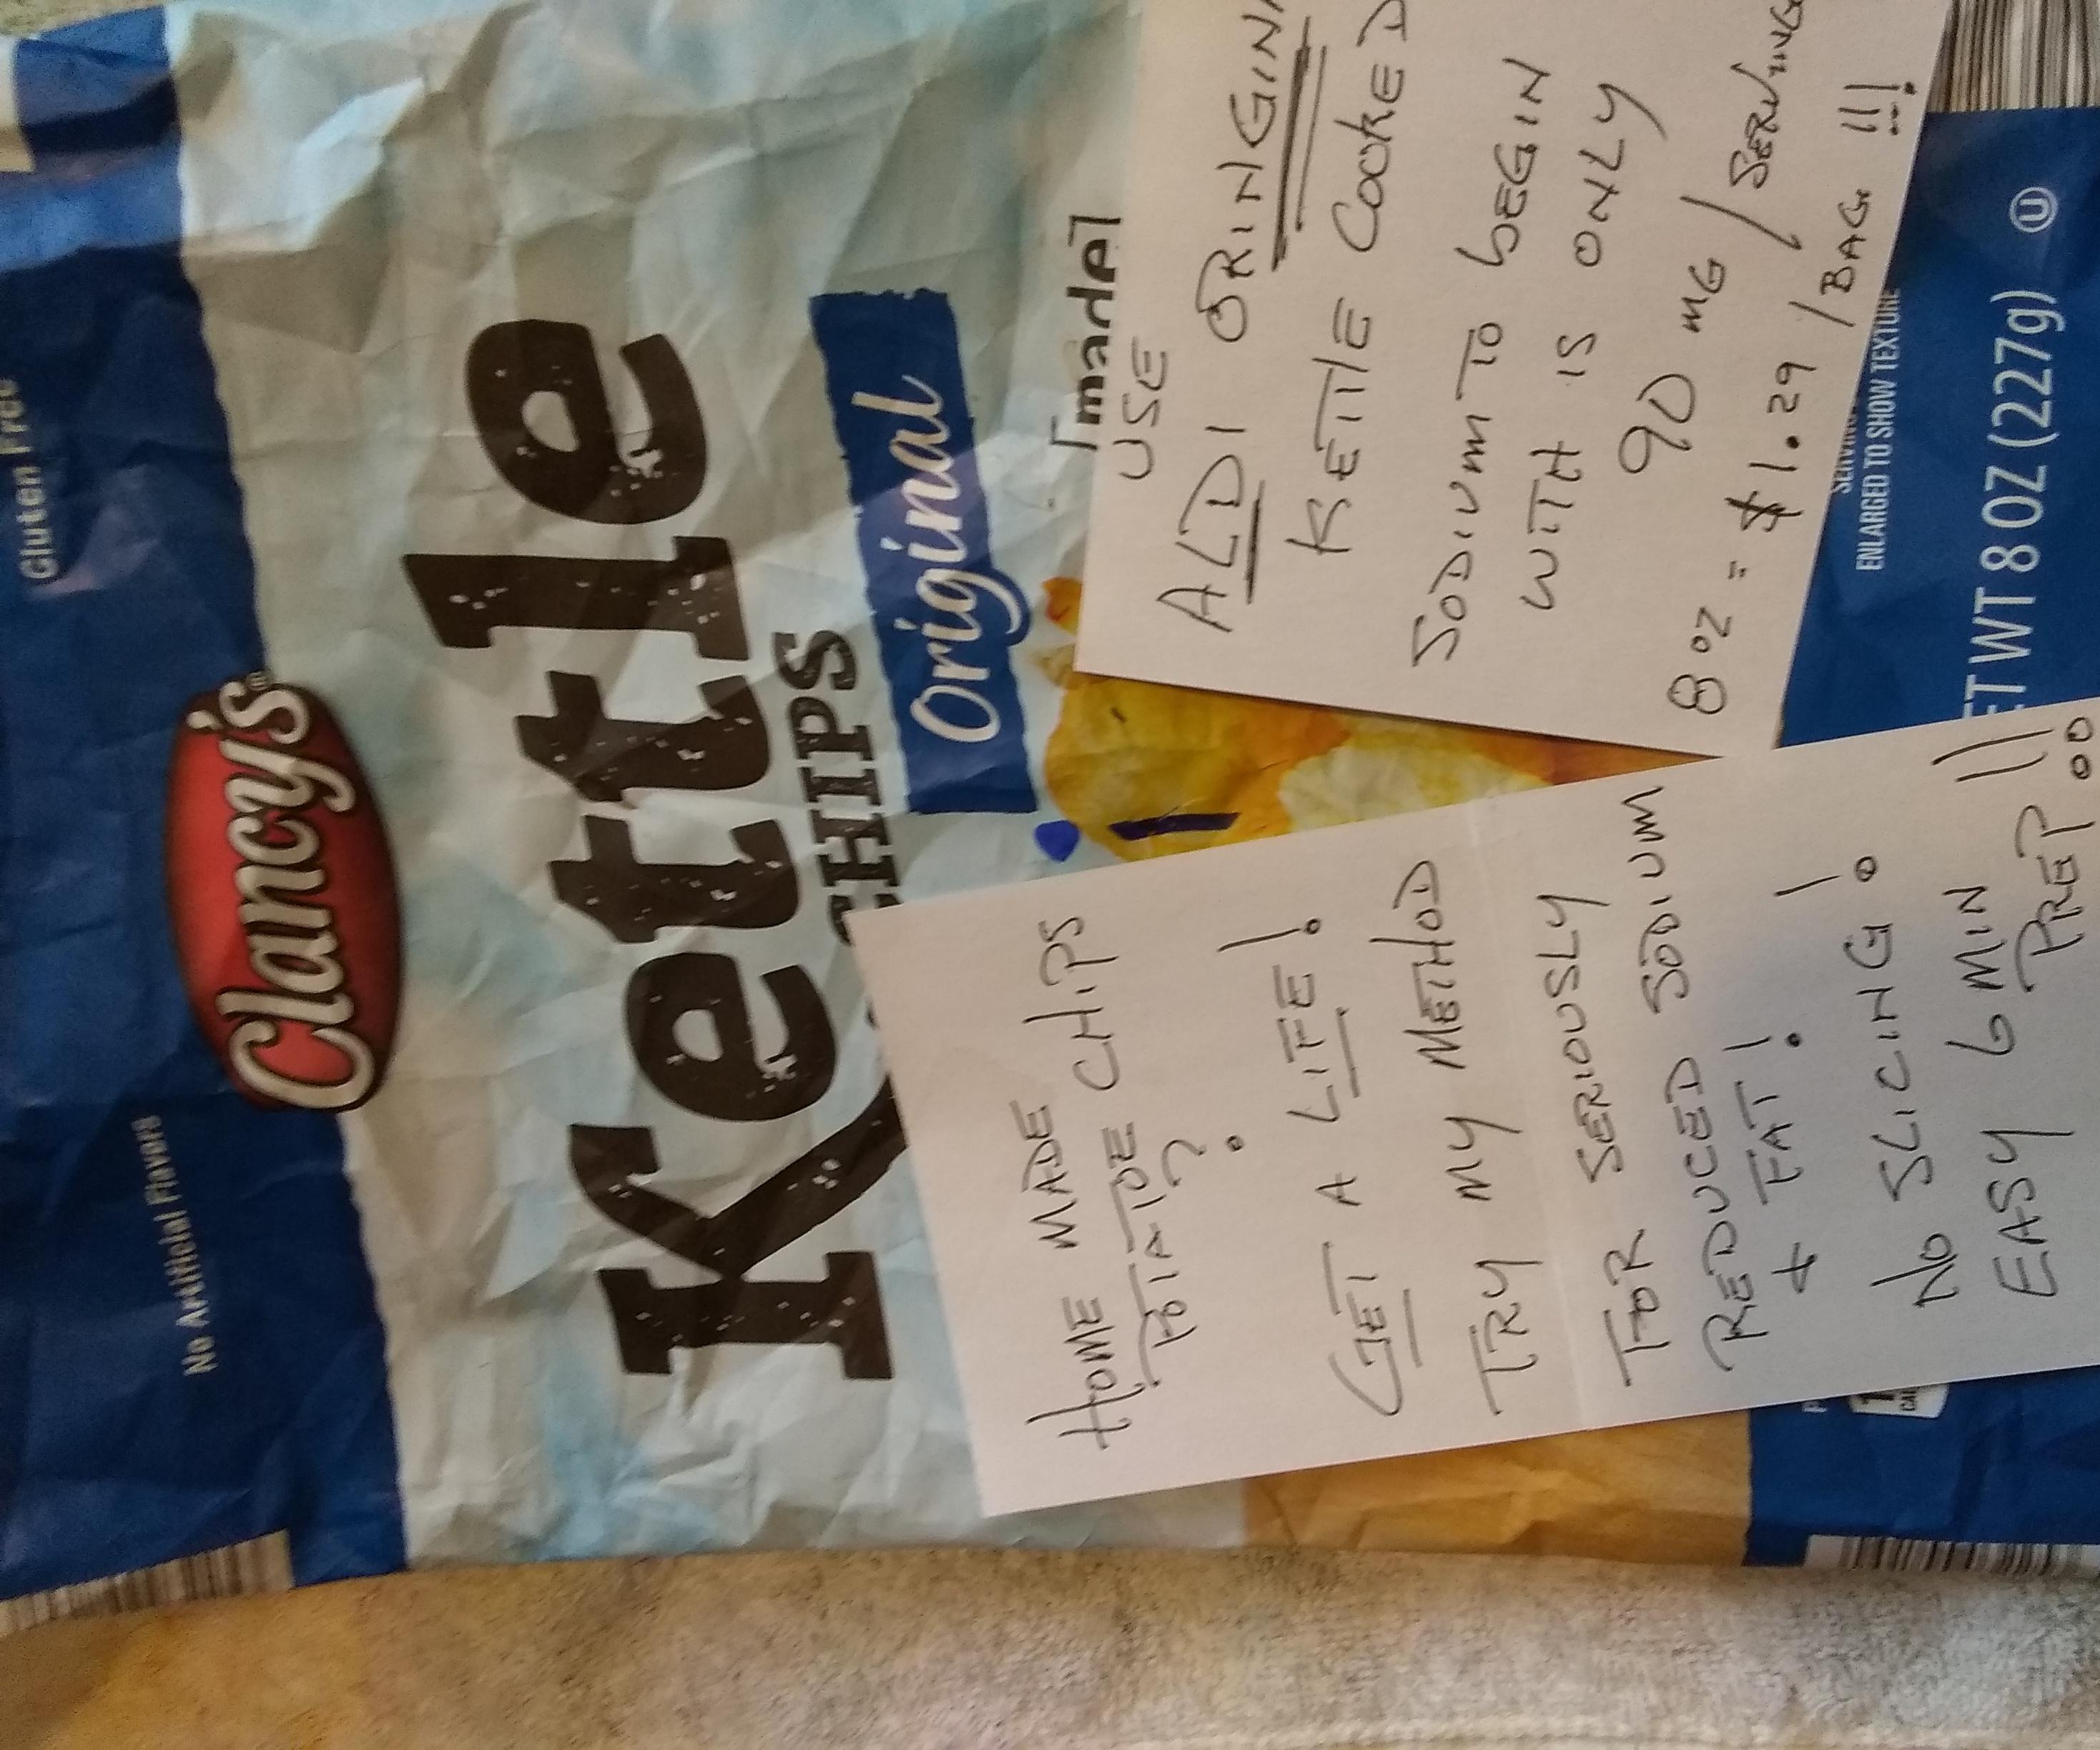 Gluten Free
No Artificial Flavors
Clancy's®
Kettle
CHIPS
Original
made
HOME MADE
POTATOE CHIPS
?
GET A LIFE!
TRY MY METHOD
FOR SERIOUSLY
REDUCED SODIUM
+ FAT!
NO SLICING!
EASY 6 MIN
PREP!!
USE
ALDI
KETTLE COOKED
SODIUM TO BEGIN
WITH IS ONLY
90 MG / SERVING
8 OZ = $1.29 / BAG !!!
ENLARGED TO SHOW TEXTURE
WT 8 OZ (227g) U